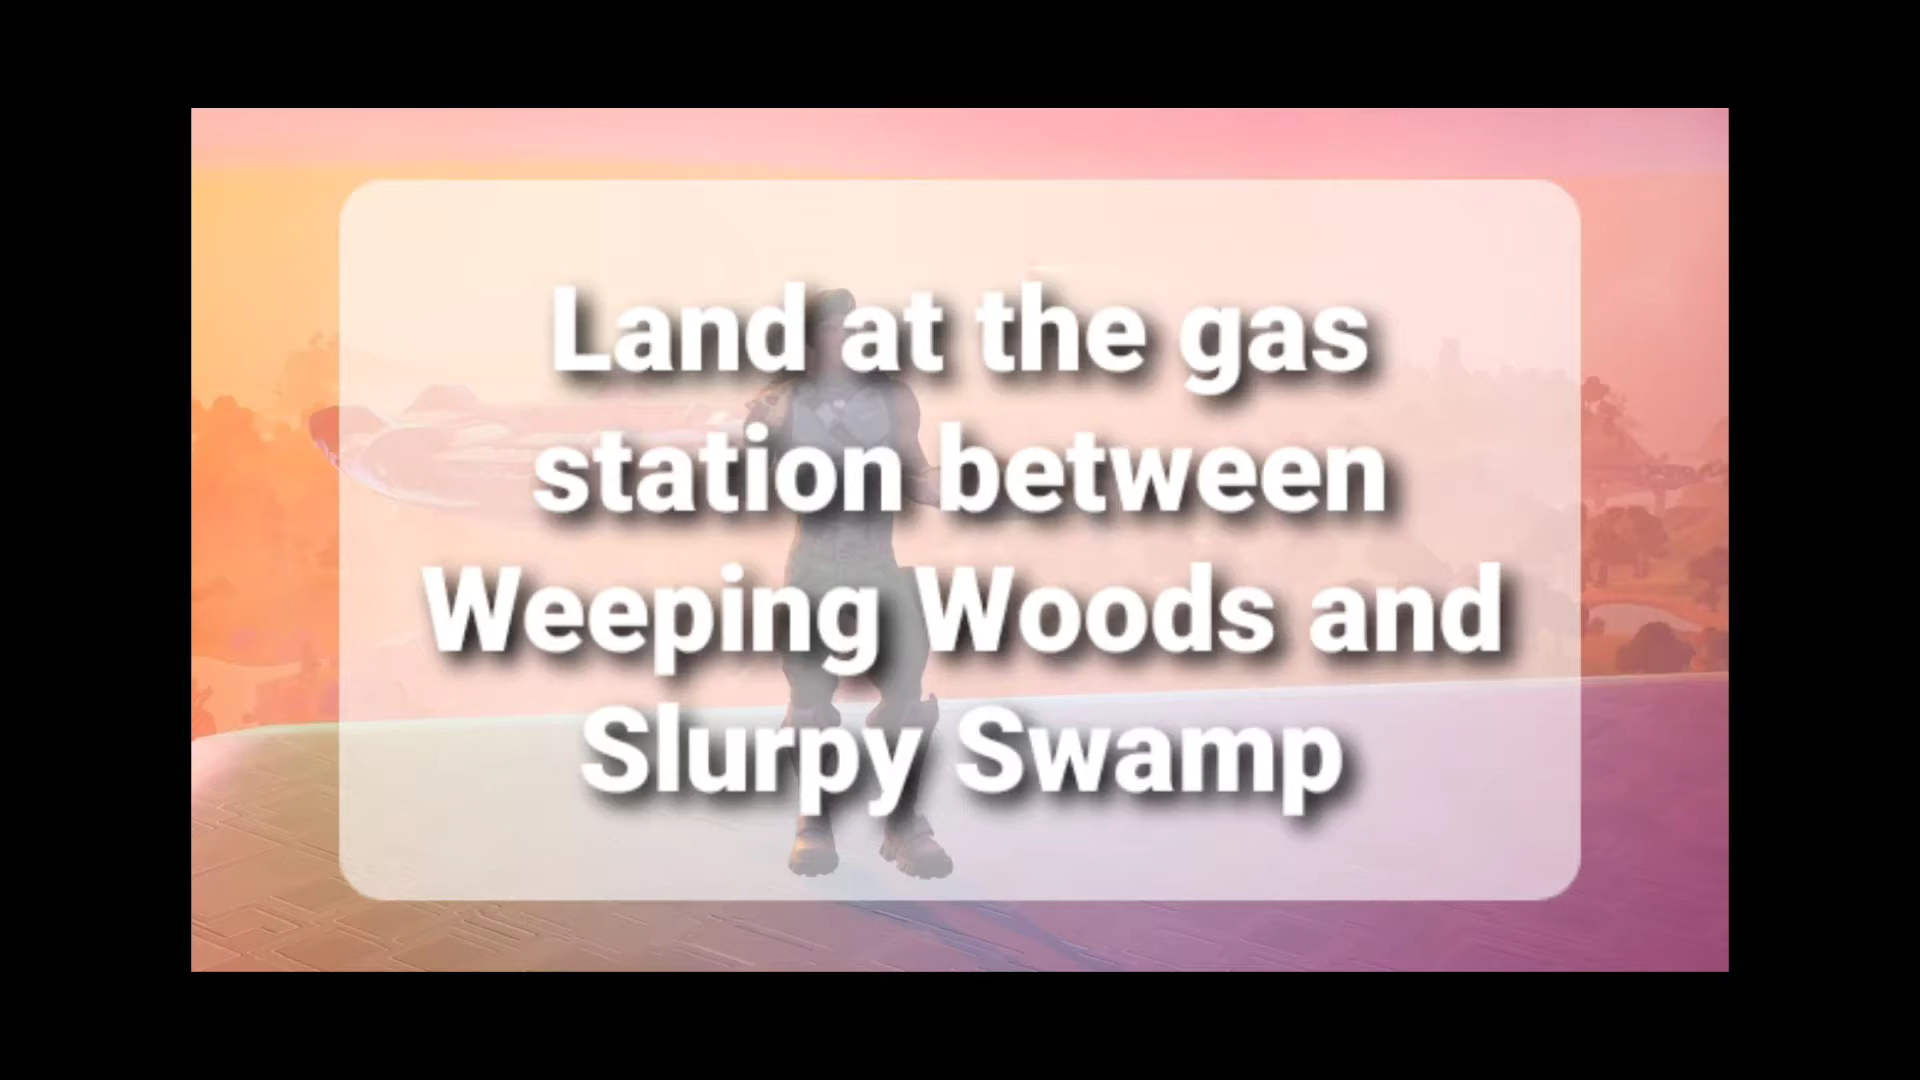 Land at the gas
station between
Weeping Woods and
Slurpy Swamp